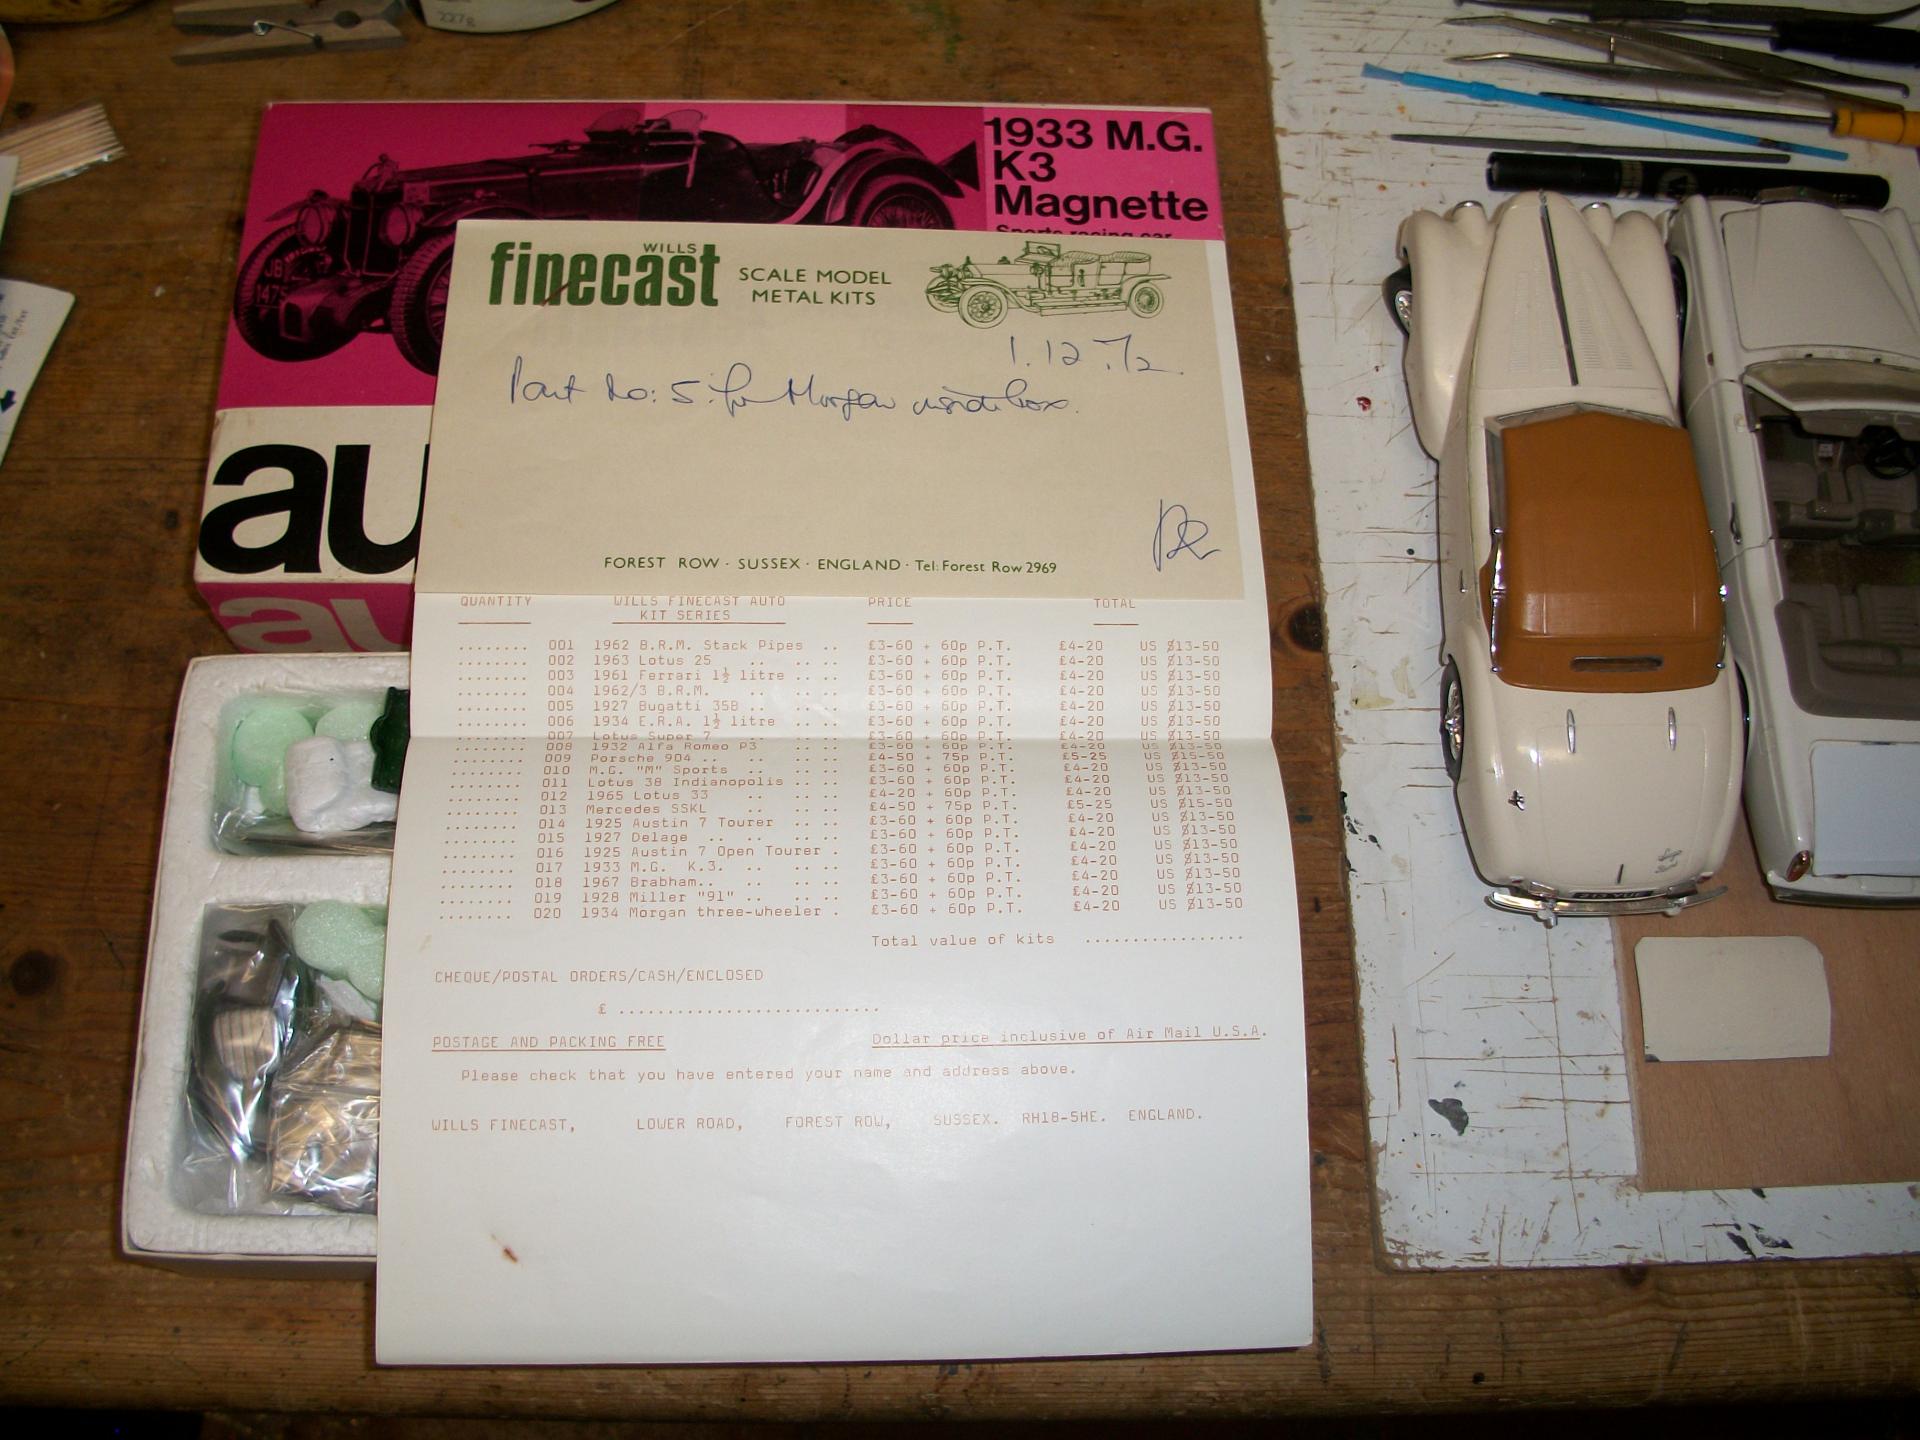 227g
1933 M.G.
K3
Magnette
Sports racing car
WILLS
finecast
SCALE MODEL
METAL KITS
1.12.72.
Part No: 5 for Morgan inside box.
FOREST ROW · SUSSEX · ENGLAND · Tel: Forest Row 2969
au
au
QUANTITY WILLS FINECAST AUTO PRICE TOTAL
KIT SERIES
........ 001 1962 B.R.M. Stack Pipes .. £3-60 + 60p P.T. £4-20 US $13-50
........ 002 1963 Lotus 25 .. .. .. £3-60 + 60p P.T. £4-20 US $13-50
........ 003 1961 Ferrari 1½ litre .. .. £3-60 + 60p P.T. £4-20 US $13-50
........ 004 1962/3 B.R.M. .. .. .. £3-60 + 60p P.T. £4-20 US $13-50
........ 005 1927 Bugatti 35B .. .. .. £3-60 + 60p P.T. £4-20 US $13-50
........ 006 1934 E.R.A. 1½ litre .. .. £3-60 + 60p P.T. £4-20 US $13-50
........ 007 Lotus Super 7 .. .. .. £3-60 + 60p P.T. £4-20 US $13-50
........ 008 1932 Alfa Romeo P3 .. .. £3-60 + 60p P.T. £4-20 US $13-50
........ 009 Porsche 904 .. .. .. .. £4-50 + 75p P.T. £5-25 US $15-50
........ 010 M.G. "M" Sports .. .. .. £3-60 + 60p P.T. £4-20 US $13-50
........ 011 Lotus 38 Indianopolis .. .. £3-60 + 60p P.T. £4-20 US $13-50
........ 012 1965 Lotus 33 .. .. .. £4-20 + 60p P.T. £4-20 US $13-50
........ 013 Mercedes SSKL .. .. .. £4-50 + 75p P.T. £5-25 US $15-50
........ 014 1925 Austin 7 Tourer .. .. £3-60 + 60p P.T. £4-20 US $13-50
........ 015 1927 Delage .. .. .. .. £3-60 + 60p P.T. £4-20 US $13-50
........ 016 1925 Austin 7 Open Tourer . £3-60 + 60p P.T. £4-20 US $13-50
........ 017 1933 M.G. K.3. .. .. .. £3-60 + 60p P.T. £4-20 US $13-50
........ 018 1967 Brabham.. .. .. .. £3-60 + 60p P.T. £4-20 US $13-50
........ 019 1928 Miller "91" .. .. .. £3-60 + 60p P.T. £4-20 US $13-50
........ 020 1934 Morgan three-wheeler . £3-60 + 60p P.T. £4-20 US $13-50
Total value of kits .................
CHEQUE/POSTAL ORDERS/CASH/ENCLOSED
£ ...........................
POSTAGE AND PACKING FREE Dollar price inclusive of Air Mail U.S.A.
Please check that you have entered your name and address above.
WILLS FINECAST, LOWER ROAD, FOREST ROW, SUSSEX. RH18-5HE. ENGLAND.